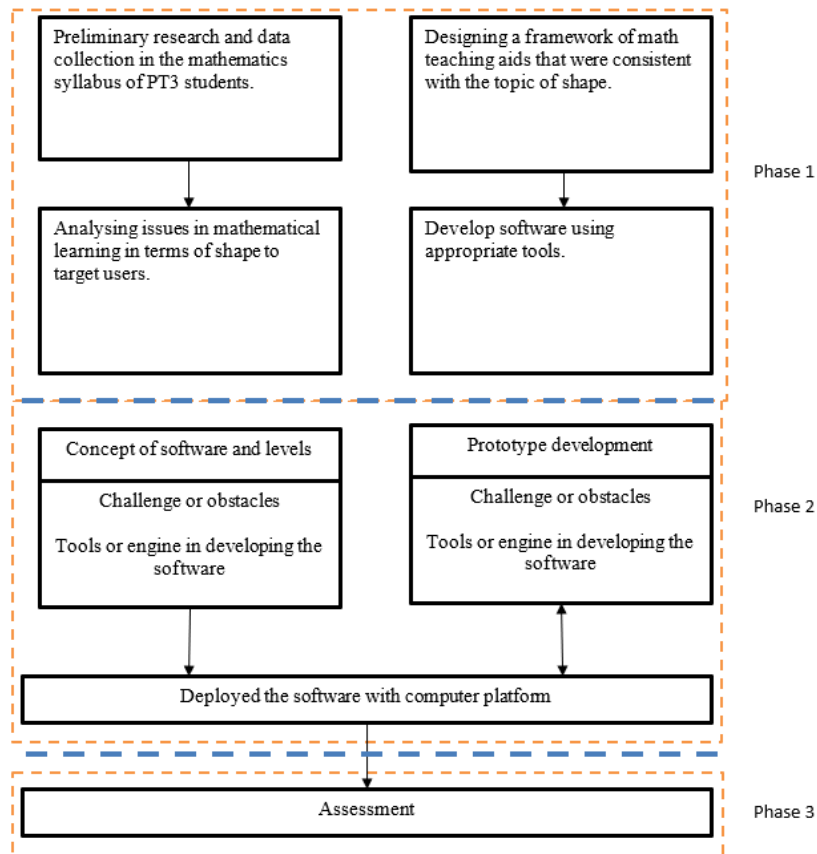 Preliminary research and data
collection in the mathematics
syllabus of PT3 students.
Designing a framework of math
teaching aids that were consistent
with the topic of shape.
Phase 1
Analysing issues in mathematical
learning in terms of shape to
target users.
Develop software using
appropriate tools.
Concept of software and levels
Challenge or obstacles
Tools or engine in developing the
software
Prototype development
Challenge or obstacles
Tools or engine in developing the
software
Phase 2
Deployed the software with computer platform
Assessment
Phase 3